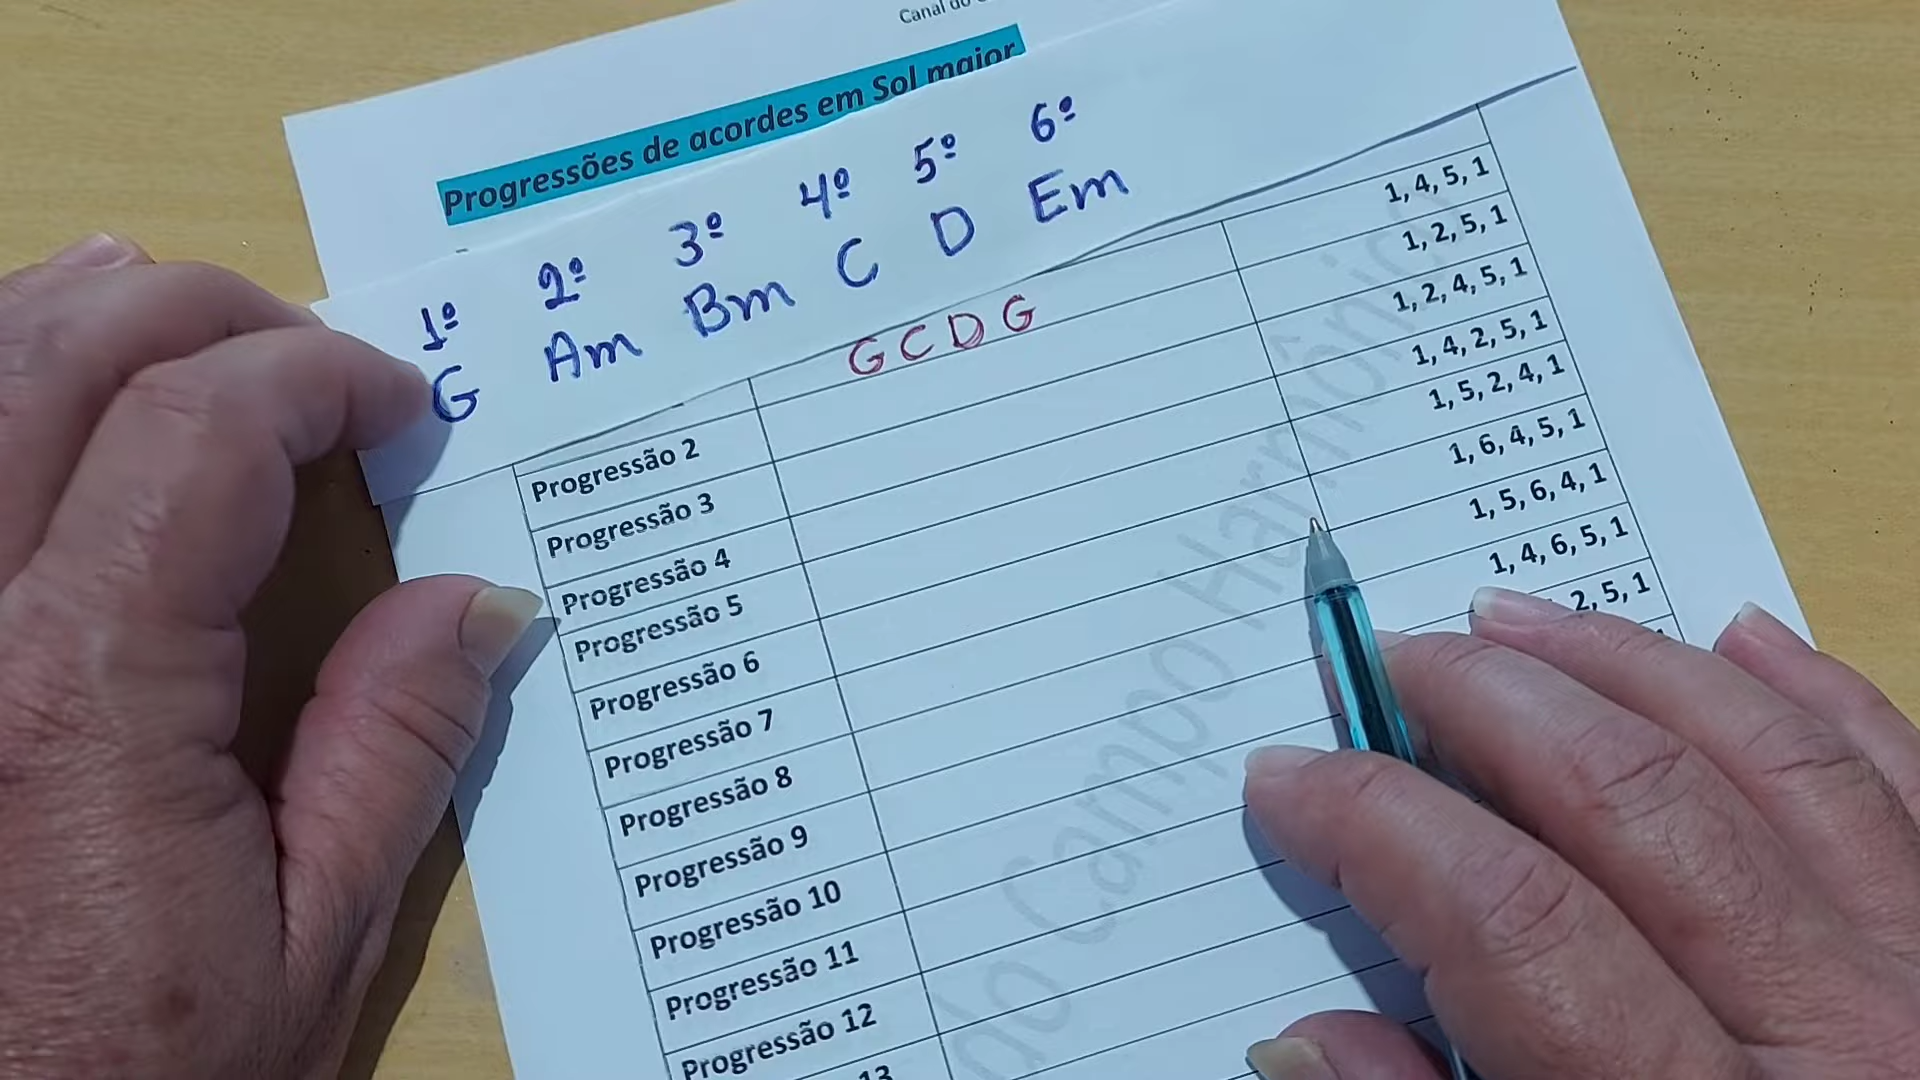 Canal do
Progressões de acordes em Sol maior
1º 2º 3º 4º 5º 6º
G Am Bm C D Em
G C D G 1, 4, 5, 1
Progressão 2 1, 2, 5, 1
Progressão 3 1, 2, 4, 5, 1
Progressão 4 1, 4, 2, 5, 1
Progressão 5 1, 5, 2, 4, 1
Progressão 6 1, 6, 4, 5, 1
Progressão 7 1, 5, 6, 4, 1
Progressão 8 1, 4, 6, 5, 1
Progressão 9 2, 5, 1
Progressão 10
Progressão 11
Progressão 12
13
do Campo Harmônico